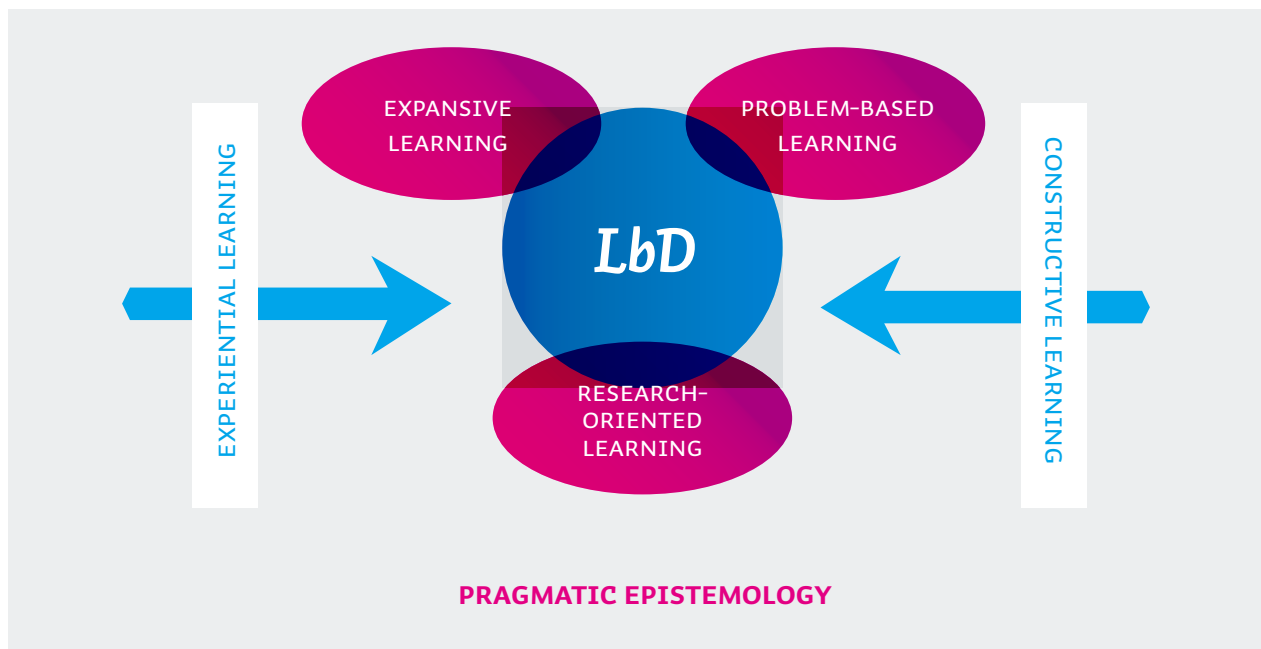 EXPANSIVE
LEARNING
PROBLEM-BASED
LEARNING
EXPERIENTIAL LEARNING
LbD
CONSTRUCTIVE LEARNING
RESEARCH-
ORIENTED
LEARNING
PRAGMATIC EPISTEMOLOGY